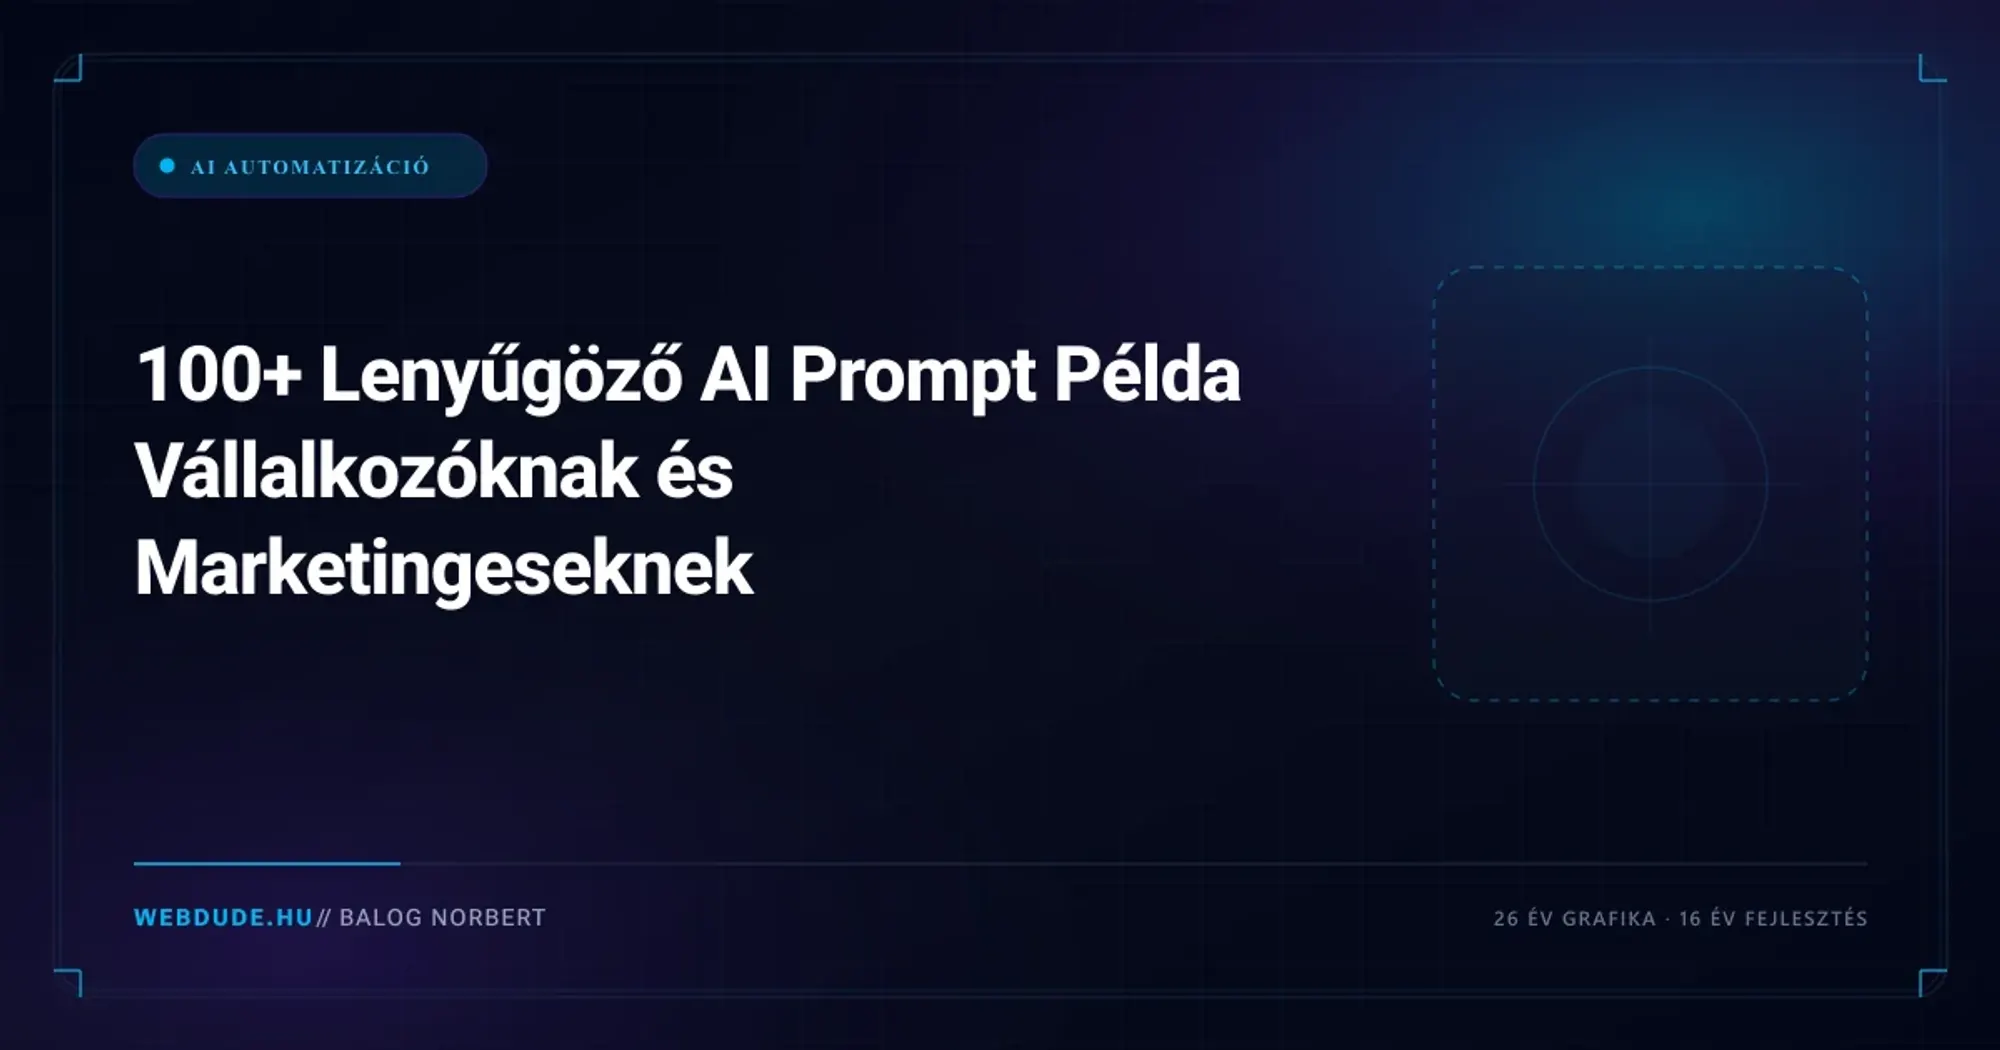 AI AUTOMATIZÁCIÓ
100+ Lenyűgöző AI Prompt Példa
Vállalkozóknak és
Marketingeseknek
WEBDUDE.HU // BALOG NORBERT
26 ÉV GRAFIKA · 16 ÉV FEJLESZTÉS